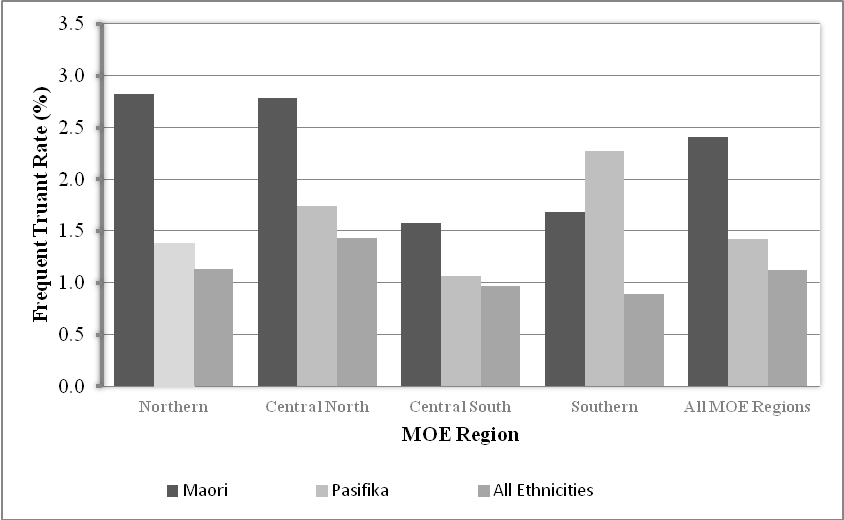 Frequent Truant Rate (%)
3.5
3.0
2.5
2.0
1.5
1.0
0.5
0.0
Northern Central North Central South Southern All MOE Regions
MOE Region
Maori Pasifika All Ethnicities